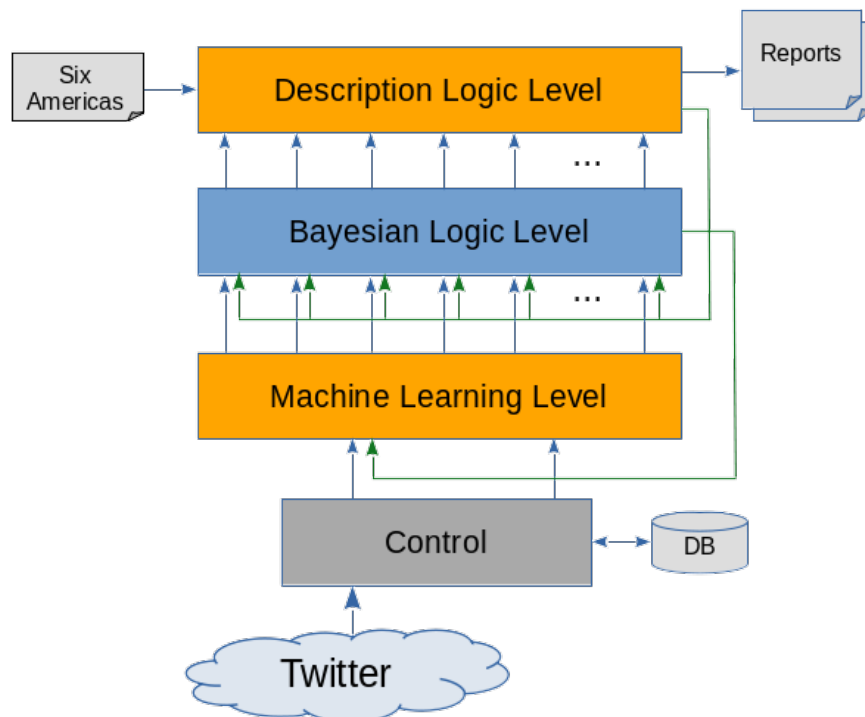 Six
Americas
Description Logic Level
Reports
...
Bayesian Logic Level
...
Machine Learning Level
Control
DB
Twitter